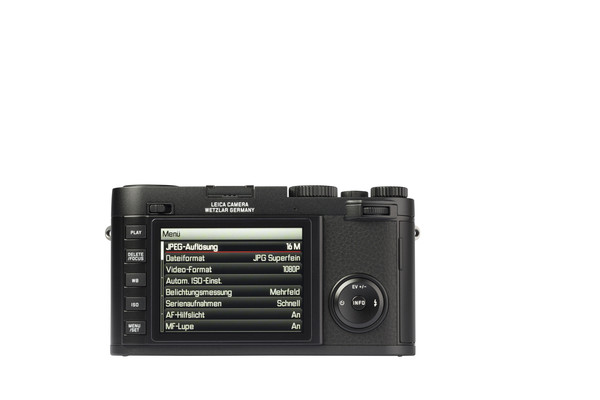 LEICA CAMERA
WETZLAR GERMANY
PLAY
DELETE
/FOCUS
WB
ISO
MENU
/SET
Menü
JPEG-Auflösung 16 M
Dateiformat JPG Superfein
Video-Format 1080P
Autom. ISO-Einst.
Belichtungsmessung Mehrfeld
Serienaufnahmen Schnell
AF-Hilfslicht An
MF-Lupe An
EV +/-
INFO